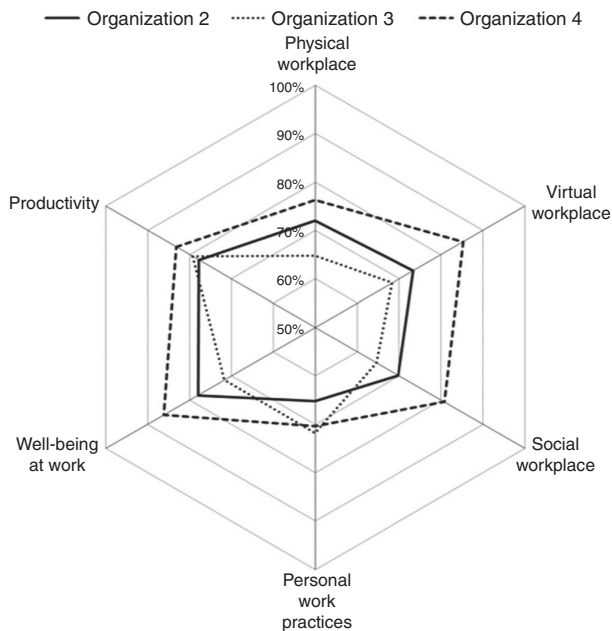 Organization 2 Organization 3 Organization 4
Physical
workplace
100%
90%
Productivity
80%
Virtual
workplace
70%
60%
50%
Well-being
at work
Social
workplace
Personal
work
practices